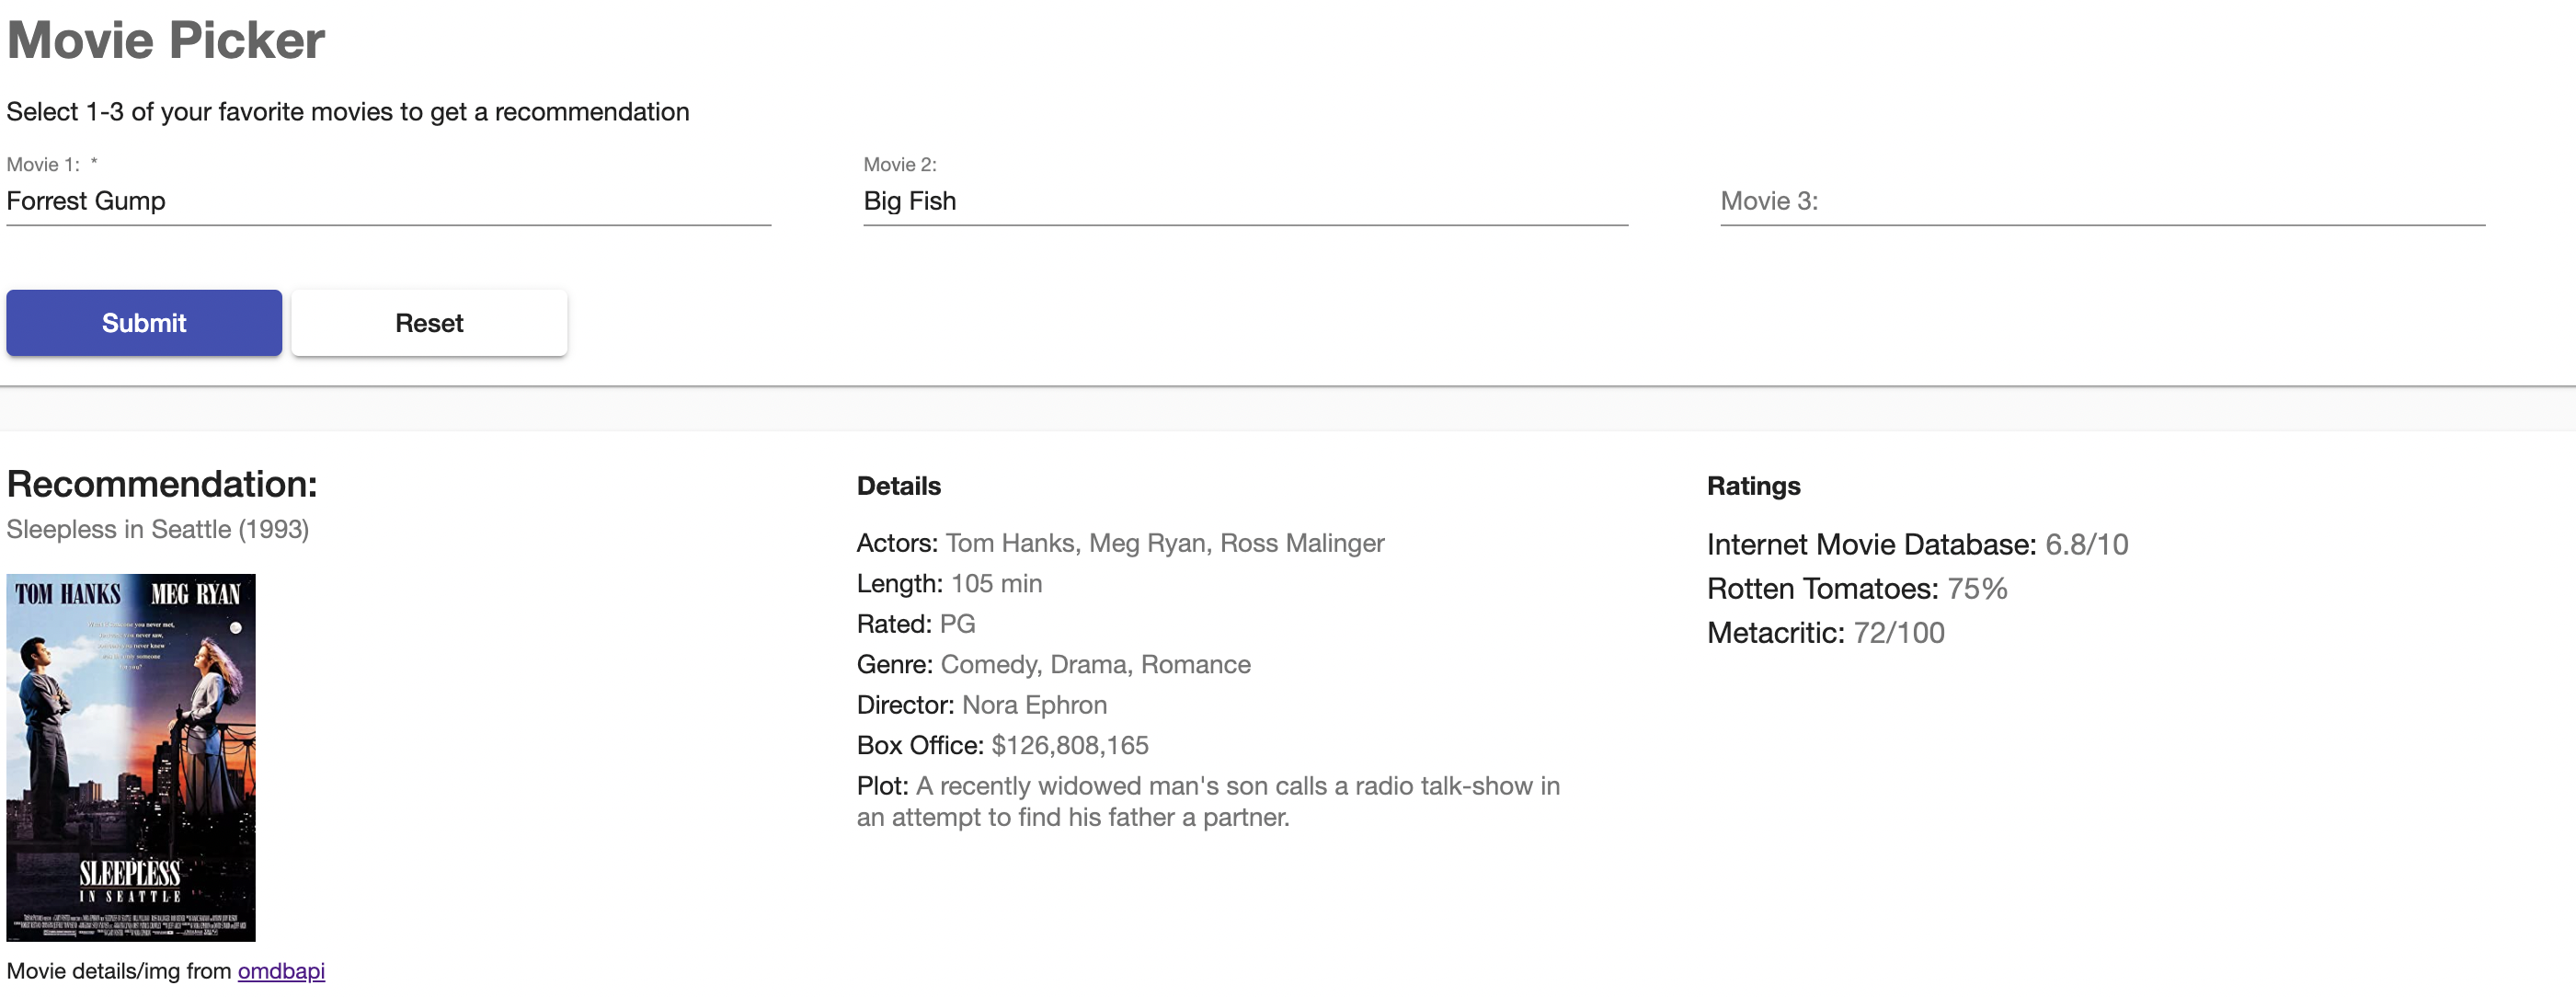 Movie Picker
Select 1-3 of your favorite movies to get a recommendation
Movie 1: *
Forrest Gump
Movie 2:
Big Fish
Movie 3:
Submit
Reset
Recommendation:
Sleepless in Seattle (1993)
TOM HANKS MEG RYAN
SLEEPLESS
IN SEATTLE
Movie details/img from omdbapi
Details
Actors: Tom Hanks, Meg Ryan, Ross Malinger
Length: 105 min
Rated: PG
Genre: Comedy, Drama, Romance
Director: Nora Ephron
Box Office: $126,808,165
Plot: A recently widowed man's son calls a radio talk-show in
an attempt to find his father a partner.
Ratings
Internet Movie Database: 6.8/10
Rotten Tomatoes: 75%
Metacritic: 72/100